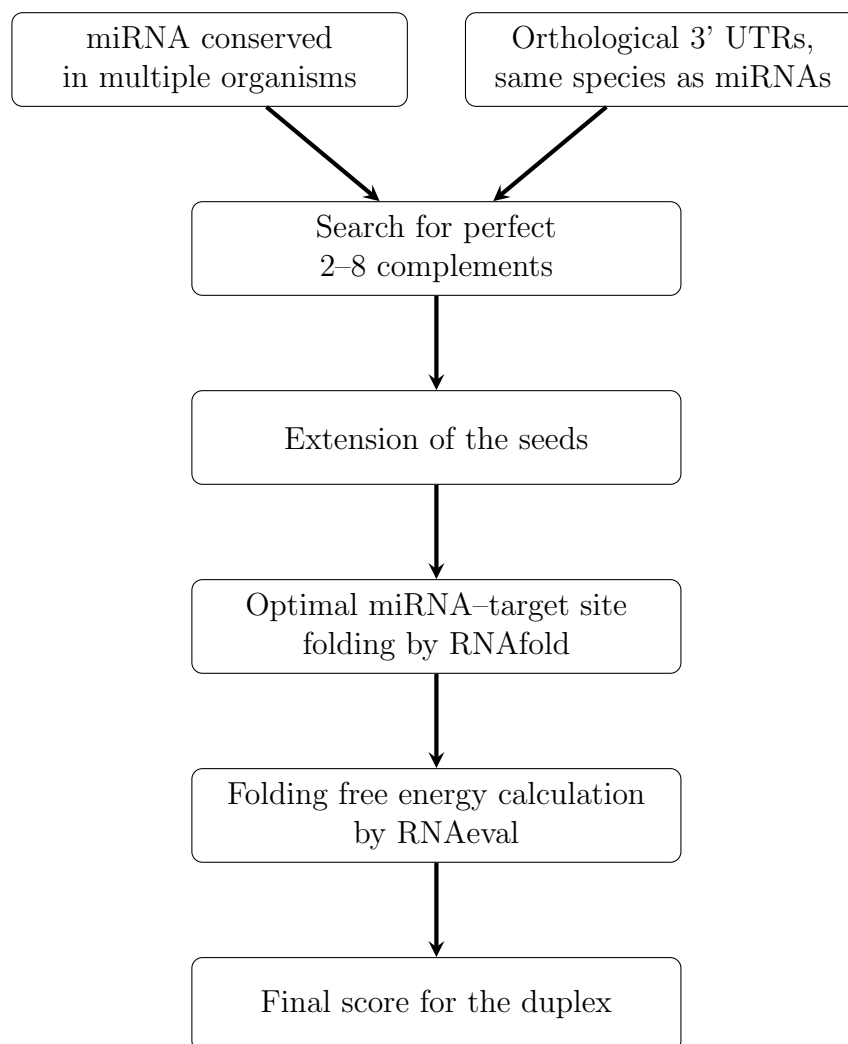 miRNA conserved
in multiple organisms
Orthological 3’ UTRs,
same species as miRNAs
Search for perfect
2–8 complements
Extension of the seeds
Optimal miRNA–target site
folding by RNAfold
Folding free energy calculation
by RNAeval
Final score for the duplex